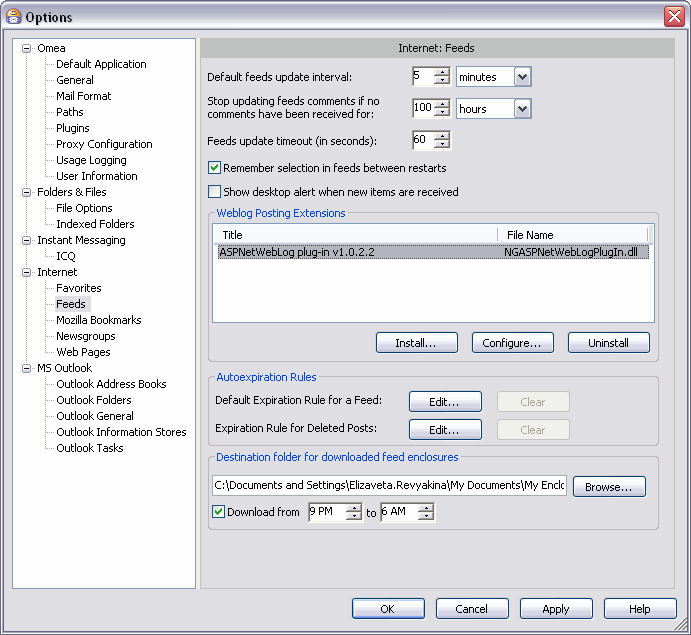 Options
Omea
Default Application
General
Mail Format
Paths
Plugins
Proxy Configuration
Usage Logging
User Information
Folders & Files
File Options
Indexed Folders
Instant Messaging
ICQ
Internet
Favorites
Feeds
Mozilla Bookmarks
Newsgroups
Web Pages
MS Outlook
Outlook Address Books
Outlook Folders
Outlook General
Outlook Information Stores
Outlook Tasks
Internet: Feeds
Default feeds update interval: 5 minutes
Stop updating feeds comments if no
comments have been received for: 100 hours
Feeds update timeout (in seconds): 60
Remember selection in feeds between restarts
Show desktop alert when new items are received
Weblog Posting Extensions
Title File Name
ASPNetWebLog plug-in v1.0.2.2 NGASPNetWebLogPlugIn.dll
Install... Configure... Uninstall
Autoexpiration Rules
Default Expiration Rule for a Feed: Edit... Clear
Expiration Rule for Deleted Posts: Edit... Clear
Destination folder for downloaded feed enclosures
C:\Documents and Settings\Elizaveta.Revyakina\My Documents\My Enclo Browse...
Download from 9 PM to 6 AM
OK Cancel Apply Help